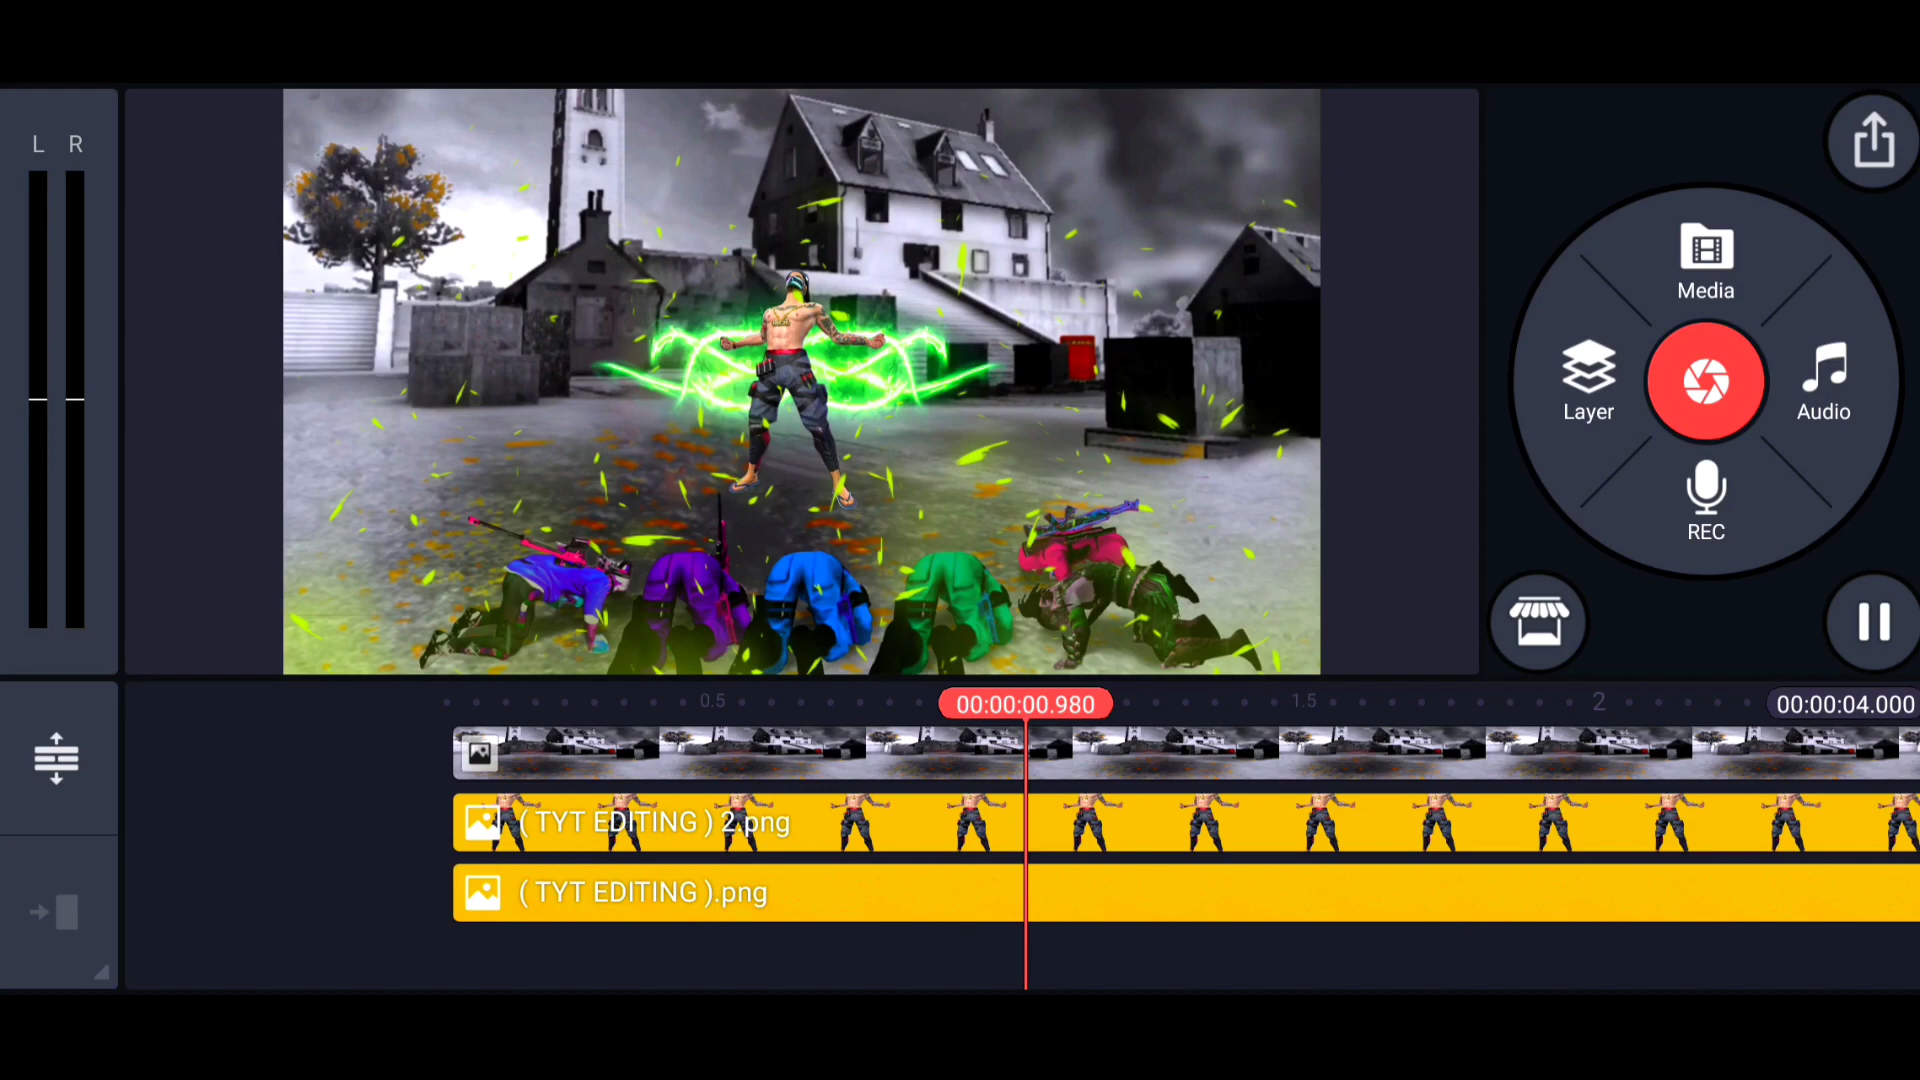 L R
Media
Layer
Audio
REC
0.5
00:00:00.980
1.5
2
00:00:04.000
( TYT EDITING ) 2.png
( TYT EDITING ).png